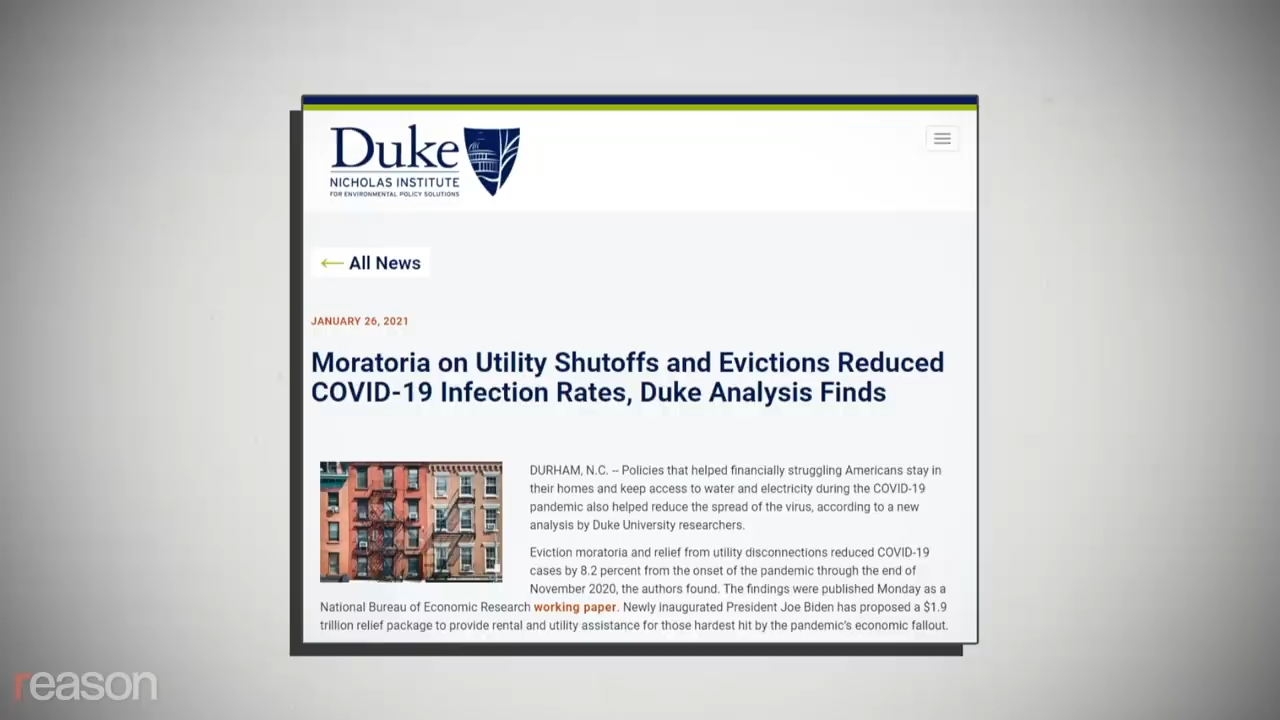 Duke
NICHOLAS INSTITUTE
FOR ENVIRONMENTAL POLICY SOLUTIONS
All News
JANUARY 26, 2021
Moratoria on Utility Shutoffs and Evictions Reduced
COVID-19 Infection Rates, Duke Analysis Finds
DURHAM, N.C. -- Policies that helped financially struggling Americans stay in
their homes and keep access to water and electricity during the COVID-19
pandemic also helped reduce the spread of the virus, according to a new
analysis by Duke University researchers.
Eviction moratoria and relief from utility disconnections reduced COVID-19
cases by 8.2 percent from the onset of the pandemic through the end of
November 2020, the authors found. The findings were published Monday as a
National Bureau of Economic Research working paper. Newly inaugurated President Joe Biden has proposed a $1.9
trillion relief package to provide rental and utility assistance for those hardest hit by the pandemic's economic fallout.
reason